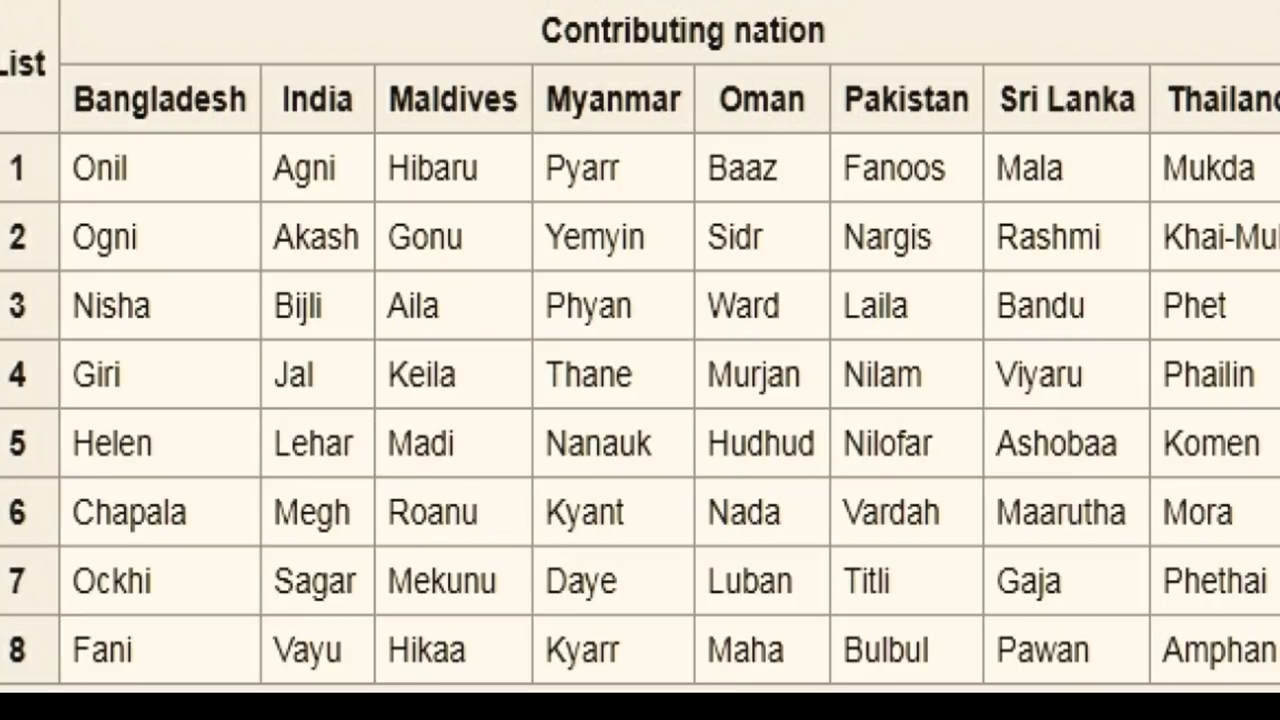 Contributing nation
List
Bangladesh India Maldives Myanmar Oman Pakistan Sri Lanka Thailand
1 Onil Agni Hibaru Pyarr Baaz Fanoos Mala Mukda
2 Ogni Akash Gonu Yemyin Sidr Nargis Rashmi Khai-Mu
3 Nisha Bijli Aila Phyan Ward Laila Bandu Phet
4 Giri Jal Keila Thane Murjan Nilam Viyaru Phailin
5 Helen Lehar Madi Nanauk Hudhud Nilofar Ashobaa Komen
6 Chapala Megh Roanu Kyant Nada Vardah Maarutha Mora
7 Ockhi Sagar Mekunu Daye Luban Titli Gaja Phethai
8 Fani Vayu Hikaa Kyarr Maha Bulbul Pawan Amphan